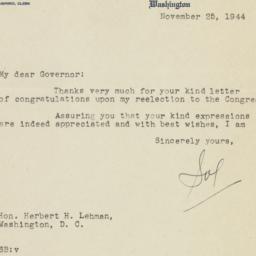 Washington
November 25, 1944
My dear Governor:
Thanks very much for your kind letter
of congratulations upon my reelection to the Congre
Assuring you that your kind expressions
are indeed appreciated and with best wishes, I am
Sincerely yours,
Sol
Hon. Herbert H. Lehman,
Washington, D. C.
SB:v